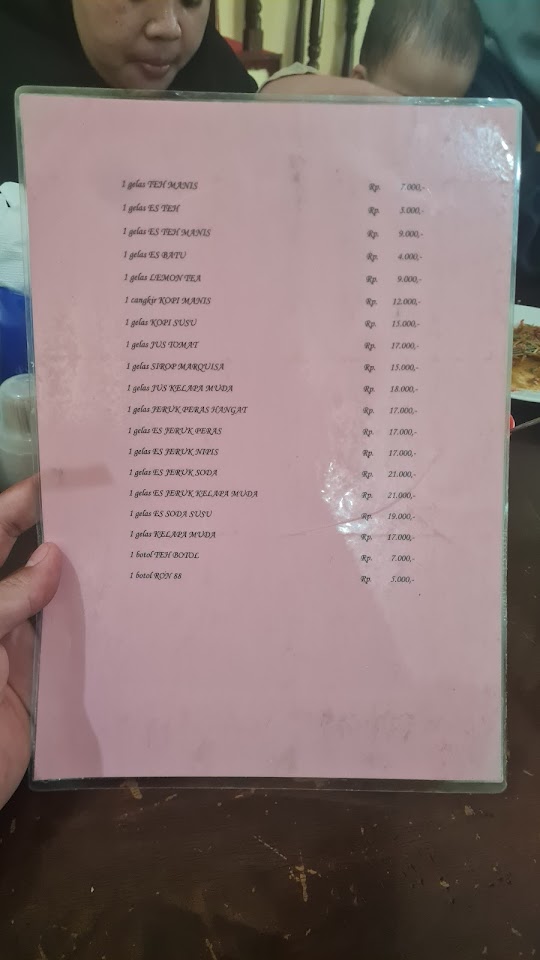 1 gelas TEH MANIS Rp. 7.000,-
1 gelas ES TEH Rp. 5.000,-
1 gelas ES TEH MANIS Rp. 9.000,-
1 gelas ES BATU Rp. 4.000,-
1 gelas LEMON TEA Rp. 9.000,-
1 cangkir KOPI MANIS Rp. 12.000,-
1 gelas KOPI SUSU Rp. 15.000,-
1 gelas JUS TOMAT Rp. 17.000,-
1 gelas SIROP MARQUISA Rp. 15.000,-
1 gelas JUS KELAPA MUDA Rp. 18.000,-
1 gelas JERUK PERAS HANGAT Rp. 17.000,-
1 gelas ES JERUK PERAS Rp. 17.000,-
1 gelas ES JERUK NIPIS Rp. 17.000,-
1 gelas ES JERUK SODA Rp. 21.000,-
1 gelas ES JERUK KELAPA MUDA Rp. 21.000,-
1 gelas ES SODA SUSU Rp. 19.000,-
1 gelas KELAPA MUDA Rp. 17.000,-
1 botol TEH BOTOL Rp. 7.000,-
1 botol RON 88 Rp. 5.000,-